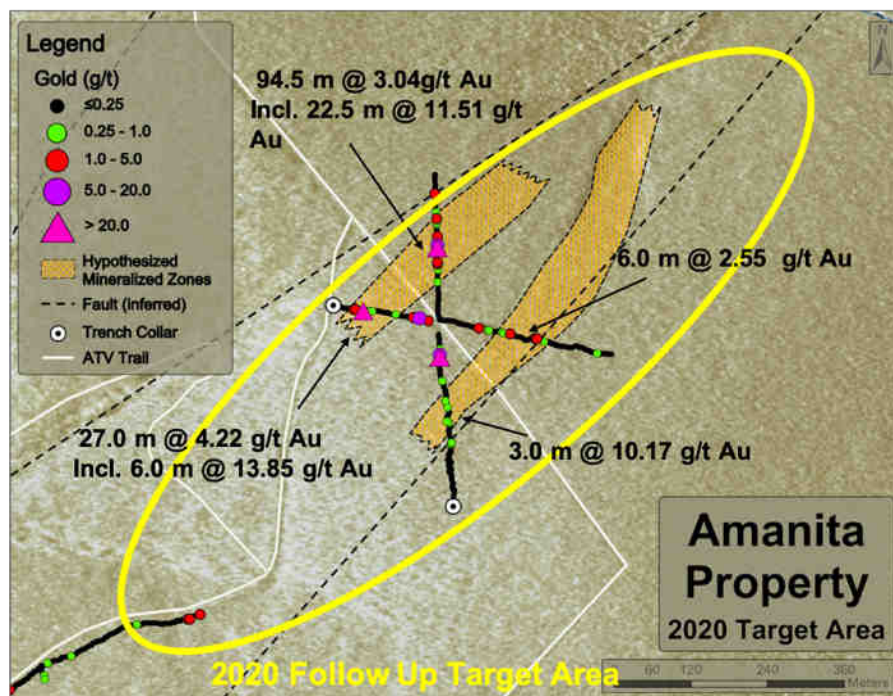 Legend
Gold (g/t)
≤0.25
0.25 - 1.0
1.0 - 5.0
5.0 - 20.0
> 20.0
Hypothesized
Mineralized Zones
Fault (inferred)
Trench Collar
ATV Trail
N
94.5 m @ 3.04g/t Au
Incl. 22.5 m @ 11.51 g/t
Au
6.0 m @ 2.55 g/t Au
27.0 m @ 4.22 g/t Au
Incl. 6.0 m @ 13.85 g/t Au
3.0 m @ 10.17 g/t Au
Amanita
Property
2020 Target Area
2020 Follow Up Target Area
60 120 240 360
Meters